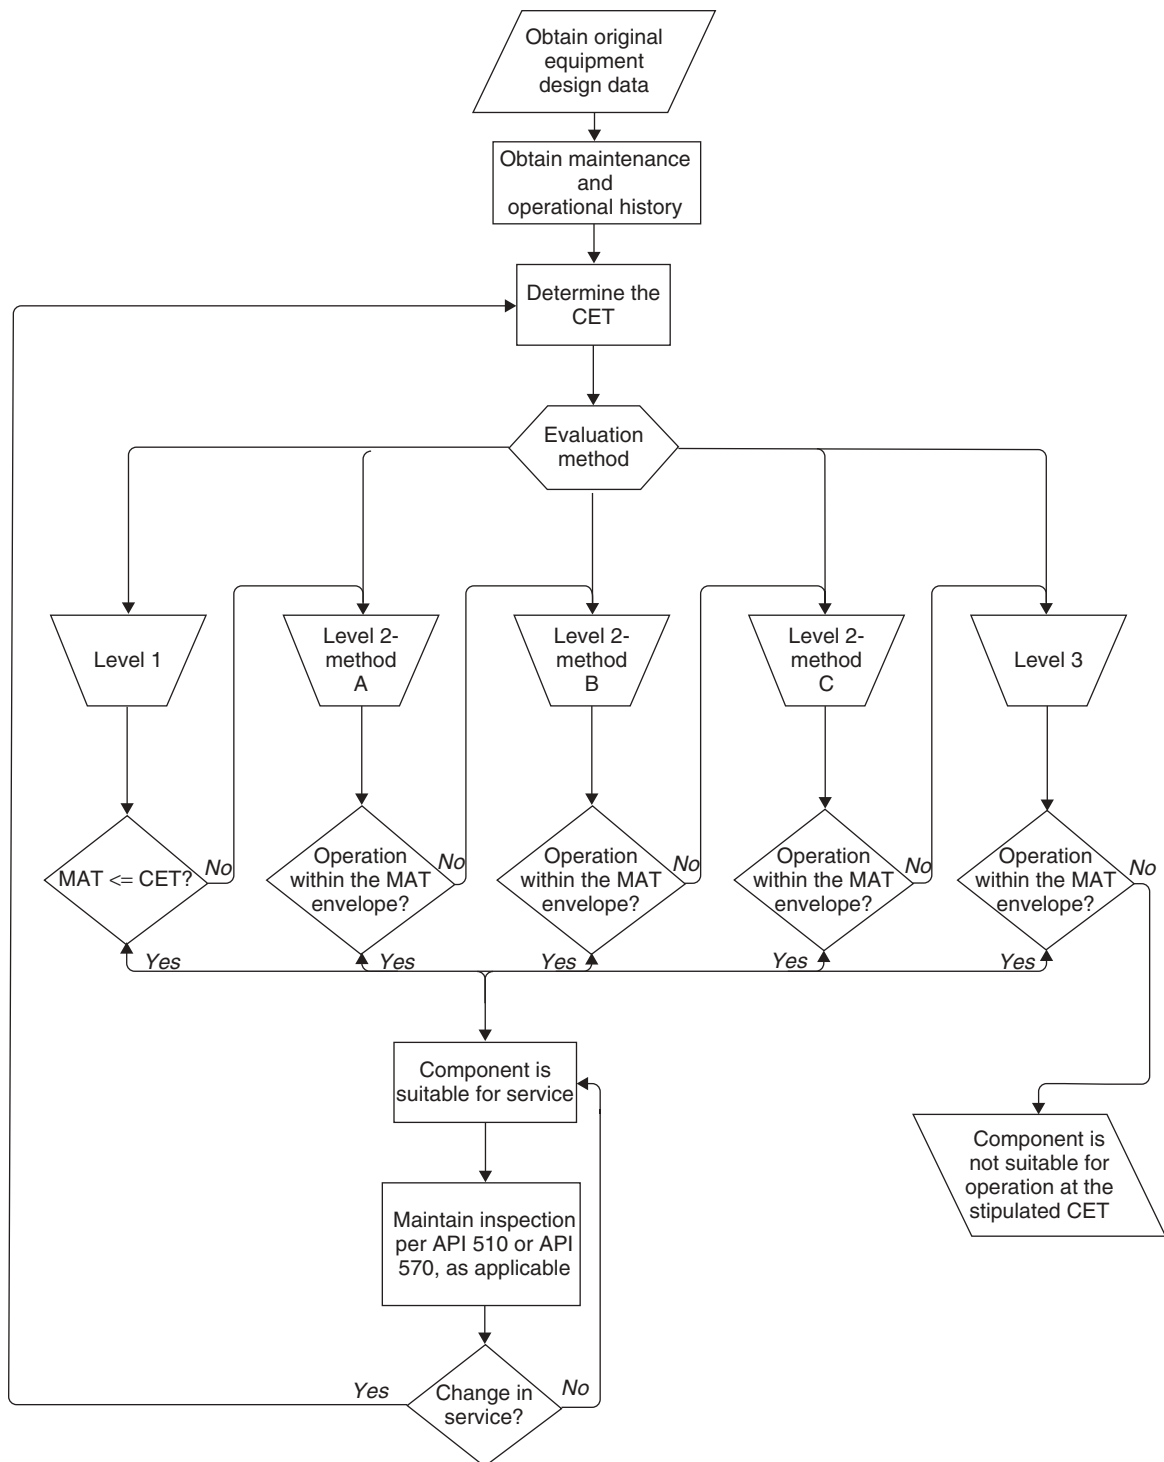 Obtain original
equipment
design data
Obtain maintenance
and
operational history
Determine the
CET
Evaluation
method
Level 1
Level 2-
method
A
Level 2-
method
B
Level 2-
method
C
Level 3
MAT <= CET?
No
Operation
within the MAT
envelope?
No
Operation
within the MAT
envelope?
No
Operation
within the MAT
envelope?
No
Operation
within the MAT
envelope?
No
Yes
Yes
Yes
Yes
Yes
Component is
suitable for service
Component is
not suitable for
operation at the
stipulated CET
Maintain inspection
per API 510 or API
570, as applicable
Yes
Change in
service?
No